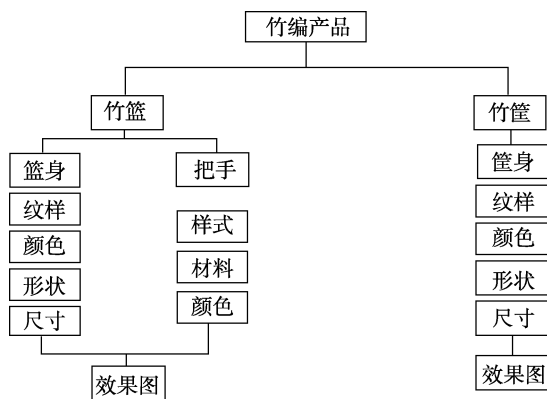 竹编产品
竹篮
竹筐
篮身
把手
筐身
纹样
颜色
形状
尺寸
样式
材料
颜色
纹样
颜色
形状
尺寸
效果图
效果图